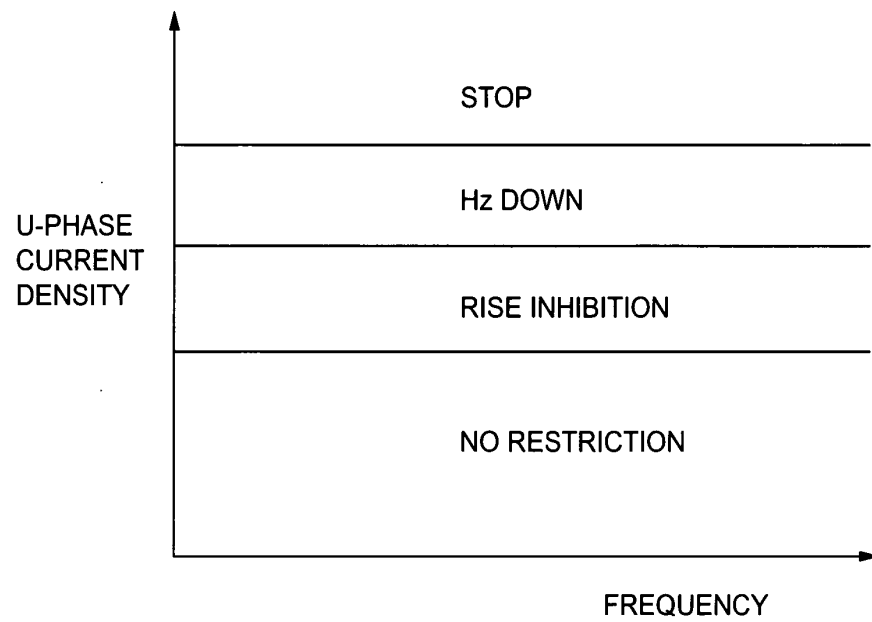 STOP
Hz DOWN
U-PHASE
CURRENT
DENSITY
RISE INHIBITION
NO RESTRICTION
FREQUENCY